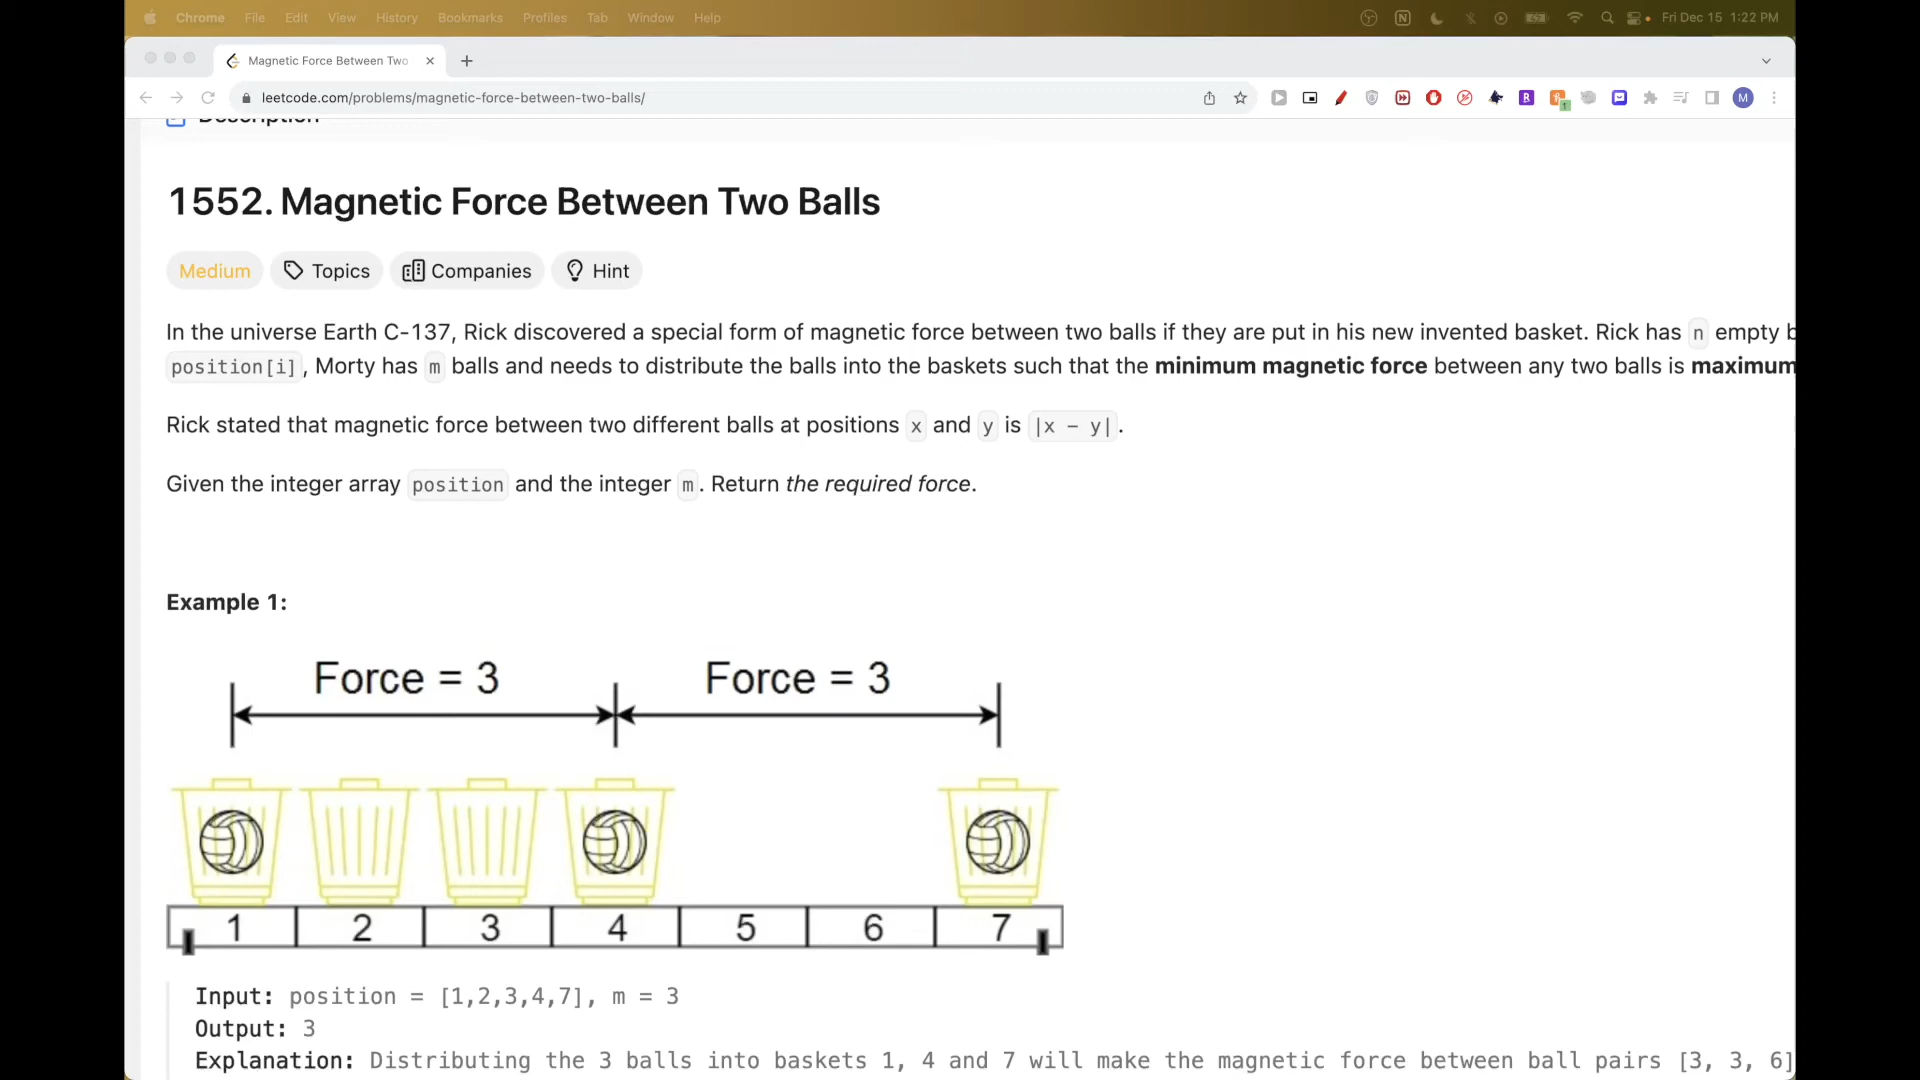 Chrome File Edit View History Bookmarks Profiles Tab Window Help Fri Dec 15 1:22 PM
Magnetic Force Between Two
leetcode.com/problems/magnetic-force-between-two-balls/
Description
1552. Magnetic Force Between Two Balls
Medium Topics Companies Hint
In the universe Earth C-137, Rick discovered a special form of magnetic force between two balls if they are put in his new invented basket. Rick has n empty
position[i], Morty has m balls and needs to distribute the balls into the baskets such that the minimum magnetic force between any two balls is maximum
Rick stated that magnetic force between two different balls at positions x and y is |x - y|.
Given the integer array position and the integer m. Return the required force.
Example 1:
Force = 3 Force = 3
1 2 3 4 5 6 7
Input: position = [1,2,3,4,7], m = 3
Output: 3
Explanation: Distributing the 3 balls into baskets 1, 4 and 7 will make the magnetic force between ball pairs [3, 3, 6]